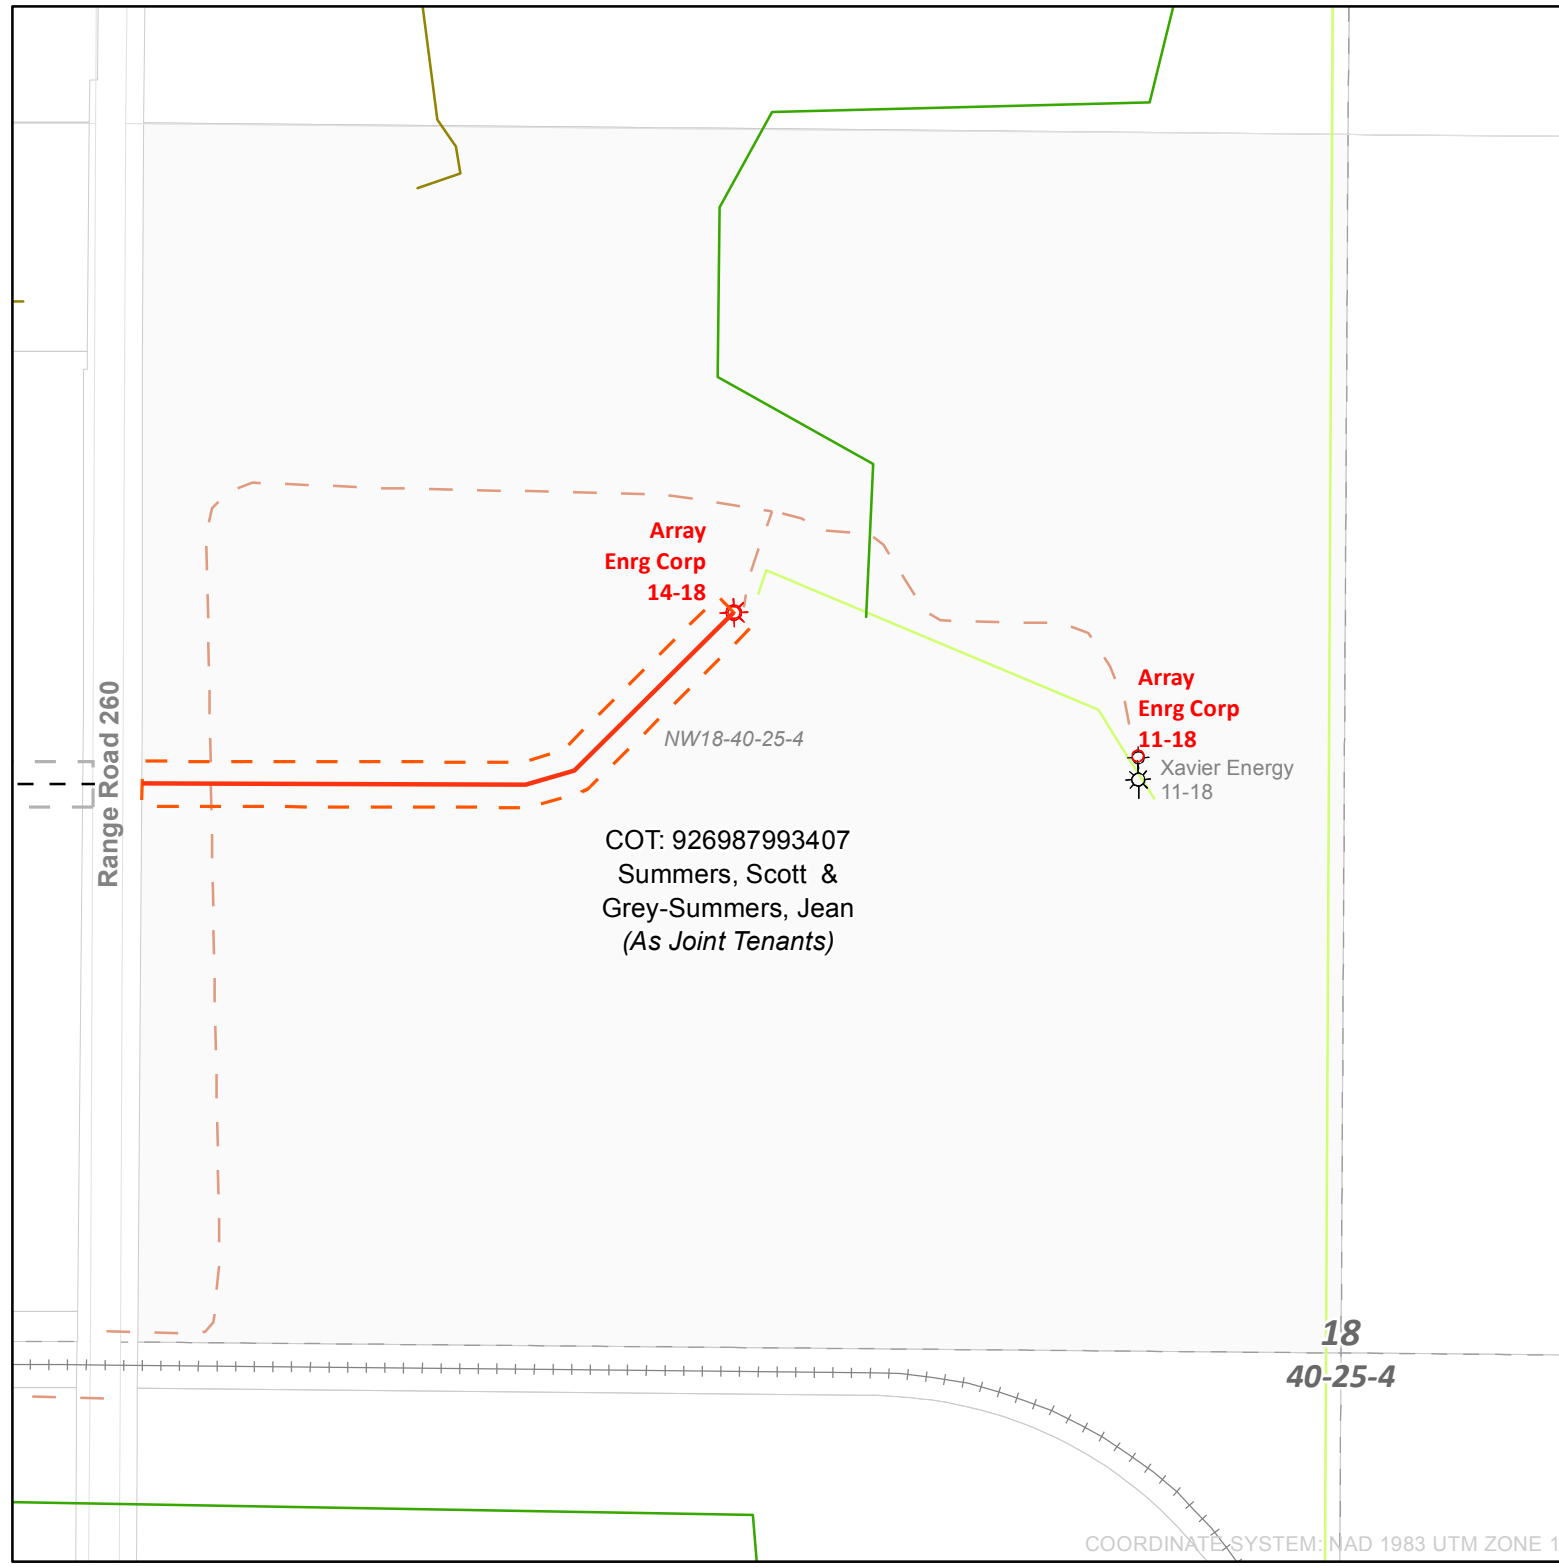 Array
Enrg Corp
14-18
Array
Enrg Corp
11-18
Xavier Energy
11-18
Range Road 260
NW18-40-25-4
COT: 926987993407
Summers, Scott &
Grey-Summers, Jean
(As Joint Tenants)
18
40-25-4
COORDINATE SYSTEM: NAD 1983 UTM ZONE 1